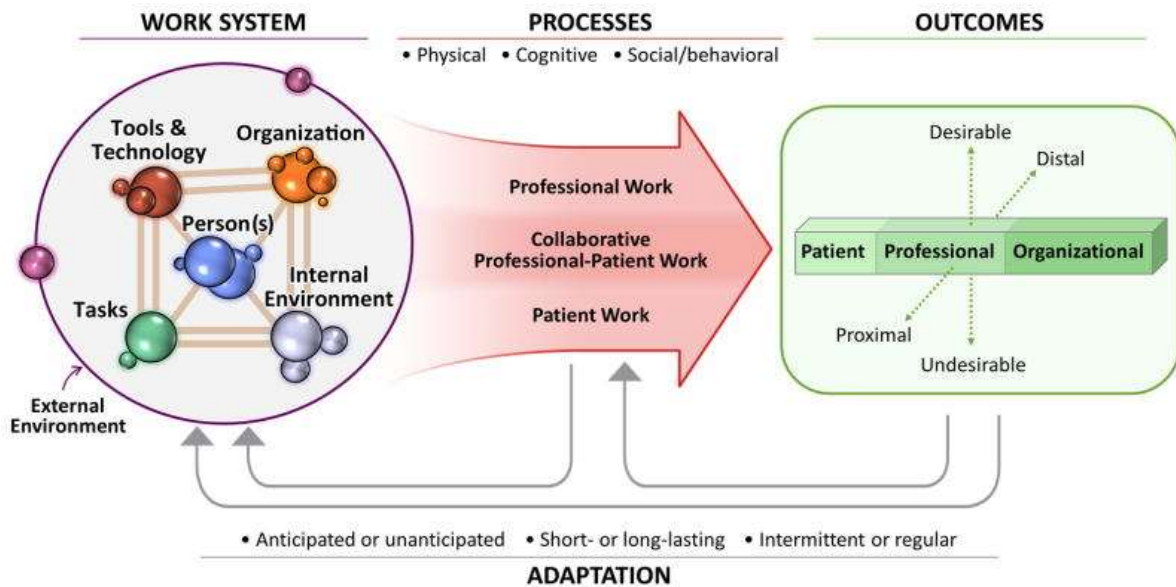 WORK SYSTEM
PROCESSES
OUTCOMES
• Physical • Cognitive • Social/behavioral
Tools &
Technology
Organization
Person(s)
Internal
Environment
Tasks
External
Environment
Professional Work
Collaborative
Professional-Patient Work
Patient Work
Desirable
Distal
Patient
Professional
Organizational
Proximal
Undesirable
• Anticipated or unanticipated • Short- or long-lasting • Intermittent or regular
ADAPTATION